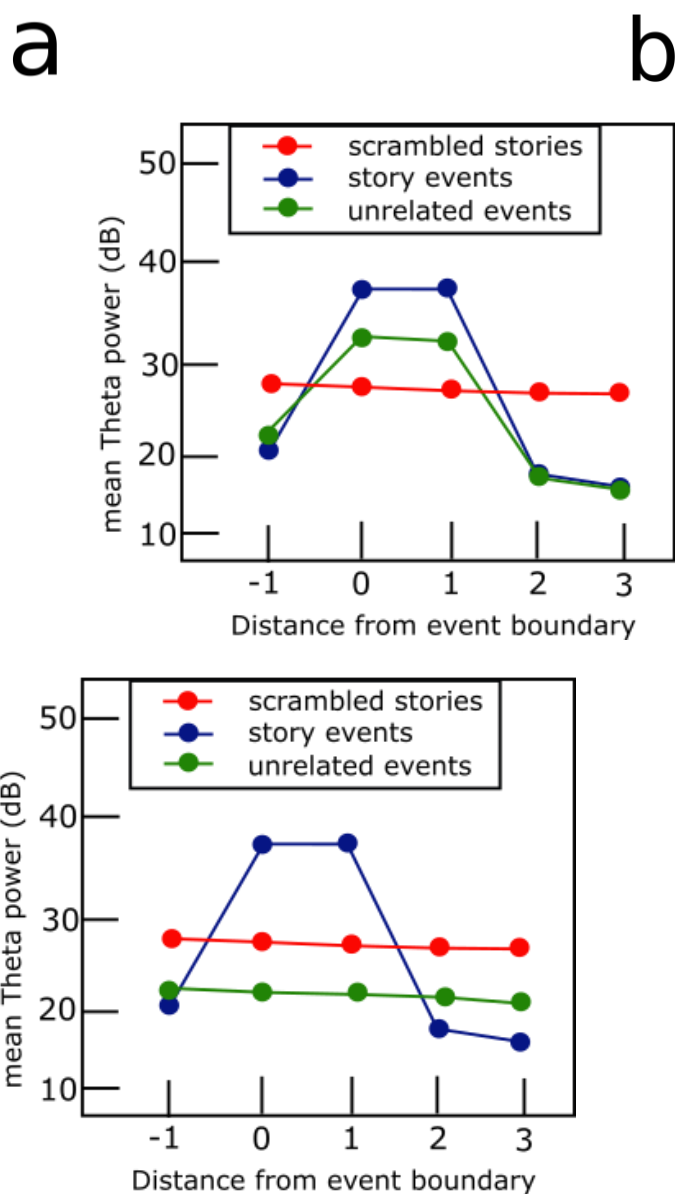 a
b
scrambled stories
story events
unrelated events
50
40
30
20
10
mean Theta power (dB)
-1 0 1 2 3
Distance from event boundary
scrambled stories
story events
unrelated events
50
40
30
20
10
mean Theta power (dB)
-1 0 1 2 3
Distance from event boundary